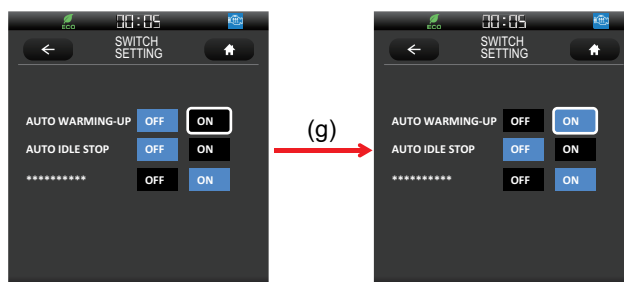 ECO 00:05
SWITCH
SETTING
AUTO WARMING-UP OFF ON
AUTO IDLE STOP OFF ON
********** OFF ON
(g)
ECO 00:05
SWITCH
SETTING
AUTO WARMING-UP OFF ON
AUTO IDLE STOP OFF ON
********** OFF ON